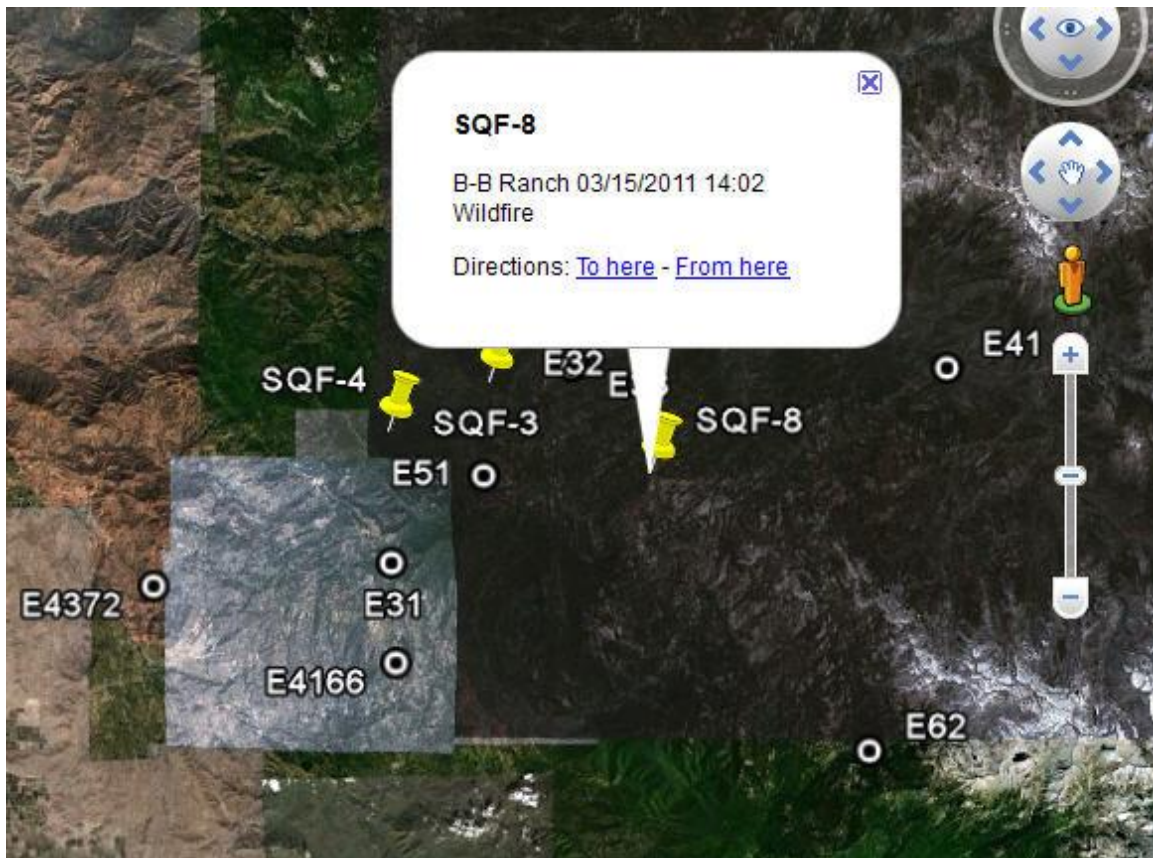 SQF-8
B-B Ranch 03/15/2011 14:02
Wildfire
Directions: To here - From here
E41
E32
SQF-4
SQF-3
SQF-8
E51
E4372
E31
E4166
E62